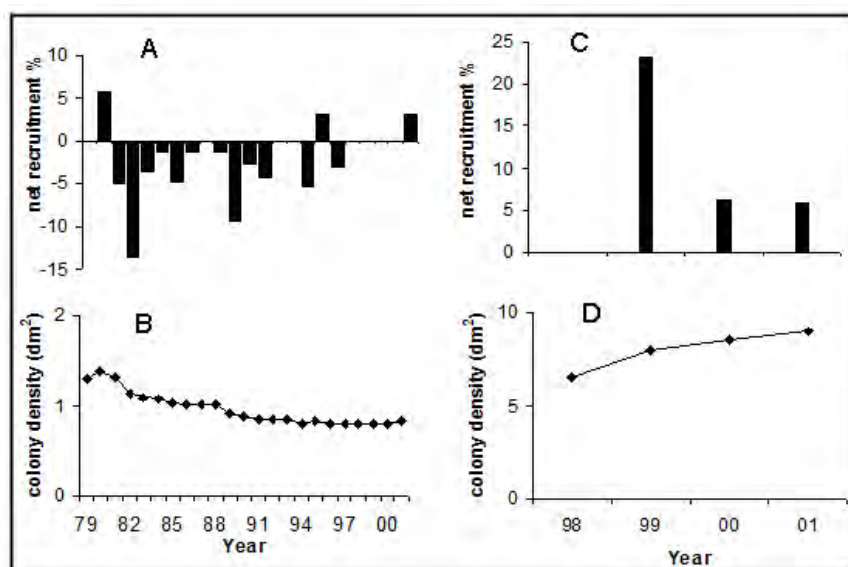 A
net recruitment %
10
5
0
-5
-10
-15
B
colony density (dm²)
2
1
0
79 82 85 88 91 94 97 00
Year
C
net recruitment %
25
20
15
10
5
0
D
colony density (dm²)
10
5
0
98 99 00 01
Year